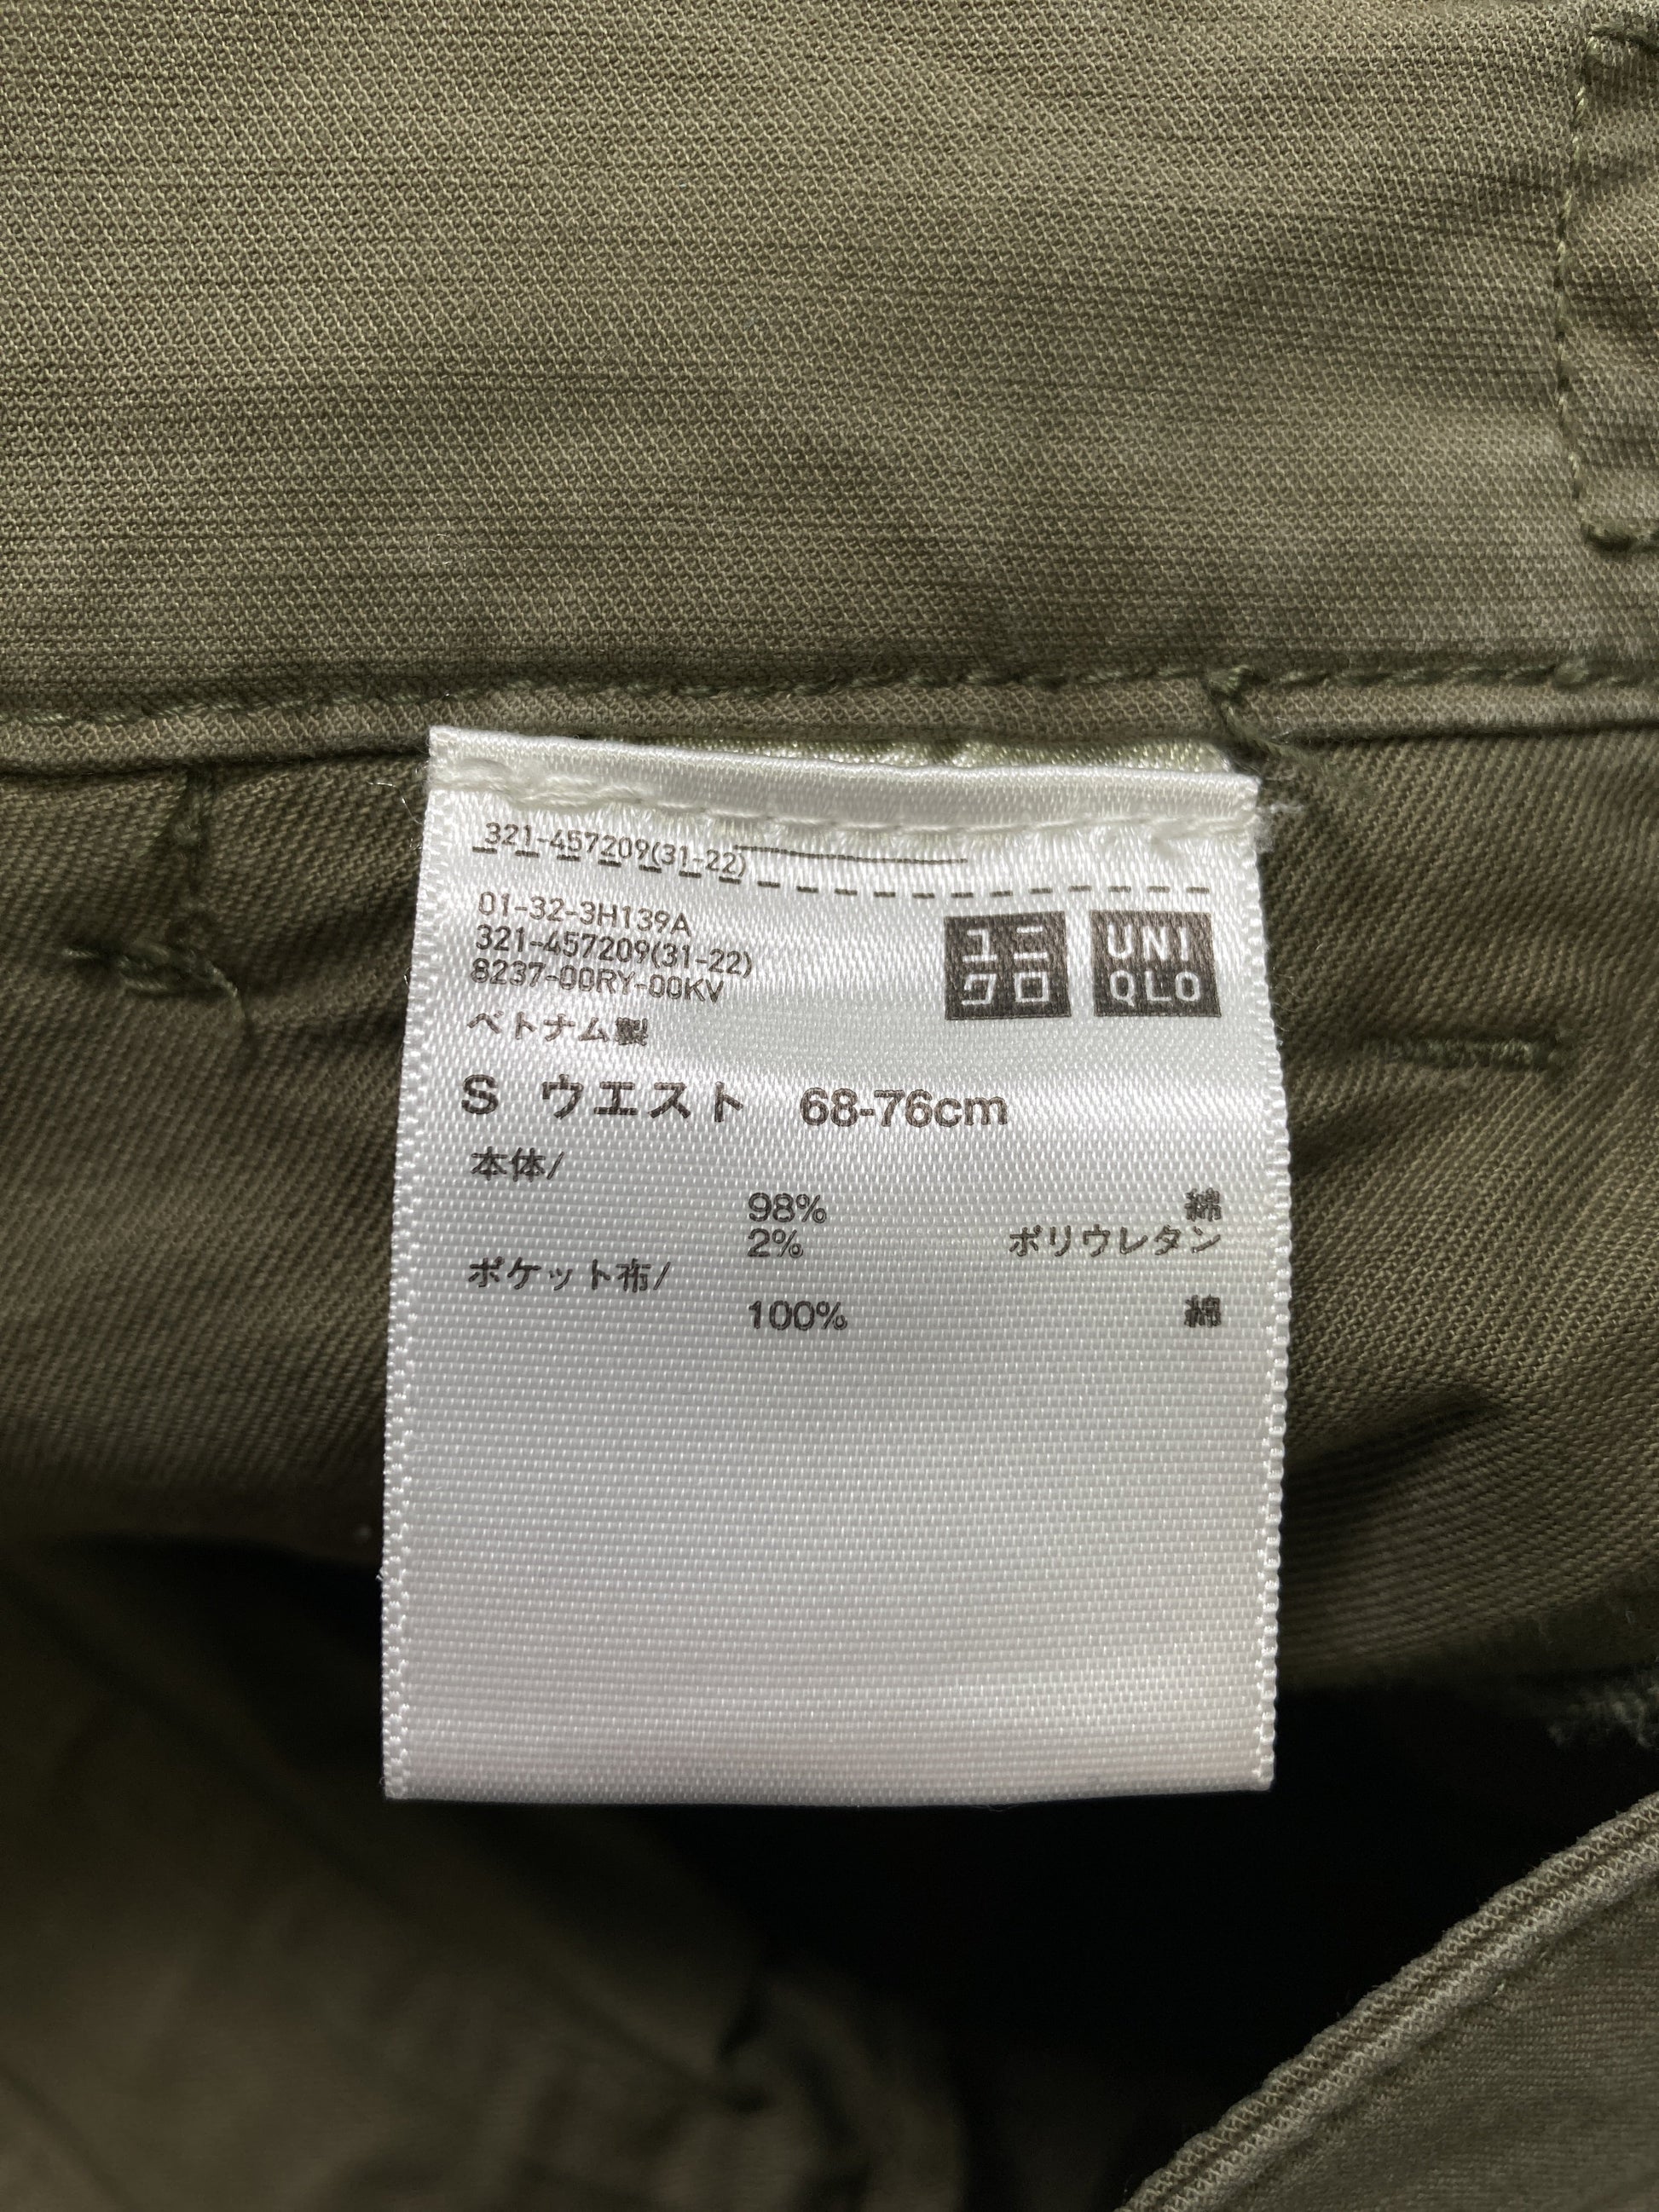 321-457209(31-22)
01-32-3H139A
321-457209(31-22)
8237-00RY-00KV
ユニ
クロ
UNI
QLO
ベトナム製
S ウエスト 68-76cm
本体/
98% 綿
2% ポリウレタン
ポケット布/
100% 綿